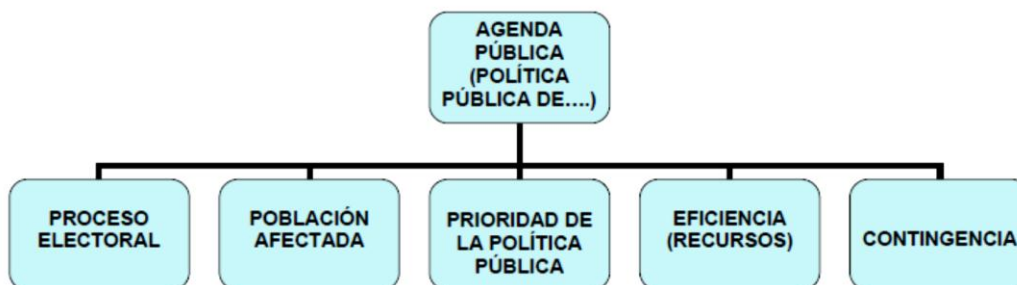 AGENDA
PÚBLICA
(POLÍTICA
PÚBLICA DE....)
PROCESO
ELECTORAL
POBLACIÓN
AFECTADA
PRIORIDAD DE
LA POLÍTICA
PÚBLICA
EFICIENCIA
(RECURSOS)
CONTINGENCIA